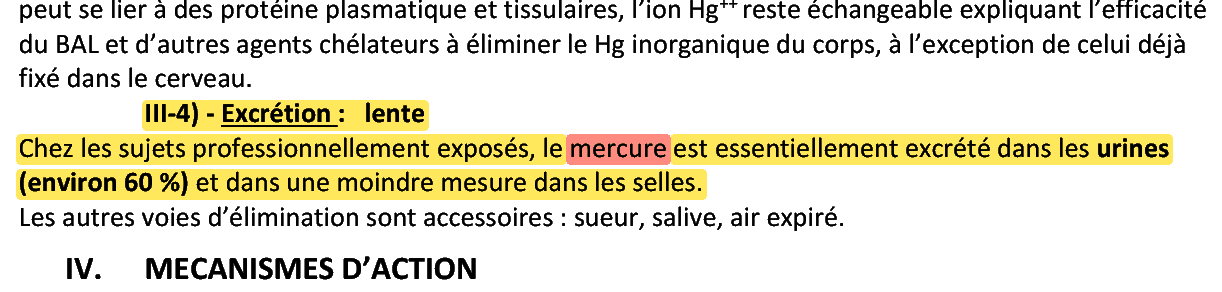 peut se lier à des protéine plasmatique et tissulaires, l’ion Hg⁺⁺ reste échangeable expliquant l’efficacité
du BAL et d’autres agents chélateurs à éliminer le Hg inorganique du corps, à l’exception de celui déjà
fixé dans le cerveau.
III-4) - Excrétion : lente
Chez les sujets professionnellement exposés, le mercure est essentiellement excrété dans les urines
(environ 60 %) et dans une moindre mesure dans les selles.
Les autres voies d’élimination sont accessoires : sueur, salive, air expiré.
IV. MECANISMES D’ACTION